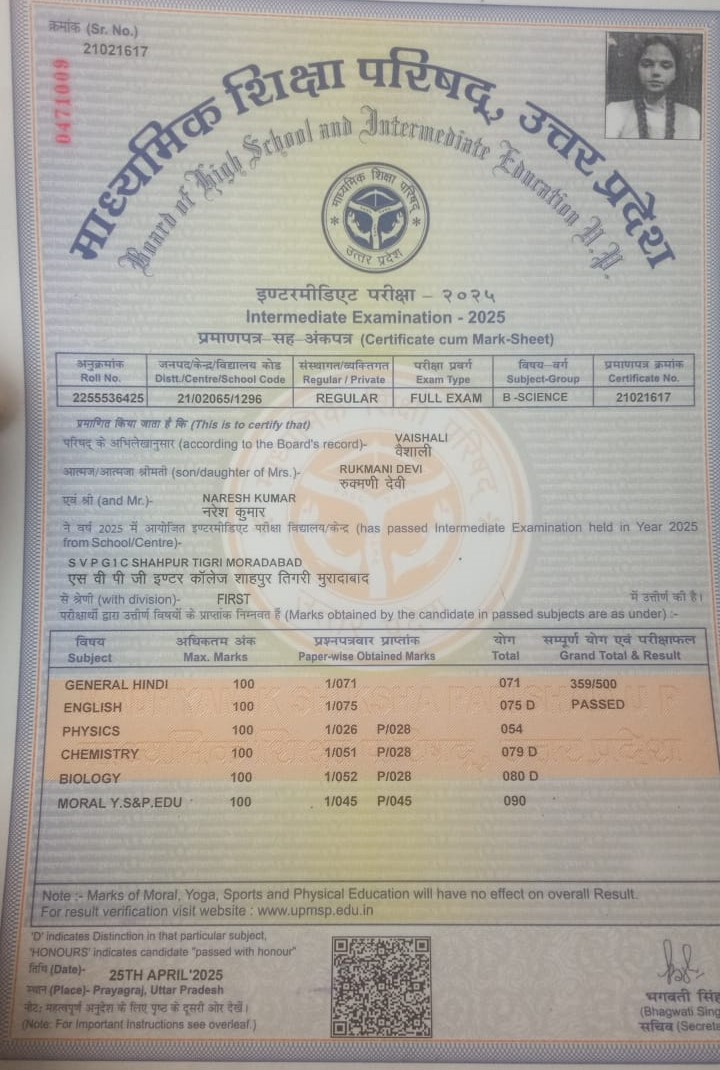 क्रमांक (Sr. No.)
21021617
0471009
माध्यमिक शिक्षा परिषद्, उत्तर प्रदेश
Board of High School and Intermediate Education U.P.
माध्यमिक शिक्षा परिषद्
उत्तर प्रदेश
इण्टरमीडिएट परीक्षा – २०२५
Intermediate Examination - 2025
प्रमाणपत्र सह अंकपत्र (Certificate cum Mark-Sheet)
अनुक्रमांक जनपद/केन्द्र/विद्यालय कोड संस्थागत/व्यक्तिगत परीक्षा प्रवर्ग विषय-वर्ग प्रमाणपत्र क्रमांक
Roll No. Distt./Centre/School Code Regular / Private Exam Type Subject-Group Certificate No.
2255536425 21/02065/1296 REGULAR FULL EXAM B -SCIENCE 21021617
प्रमाणित किया जाता है कि (This is to certify that)
परिषद् के अभिलेखानुसार (according to the Board's record)- VAISHALI
वैशाली
आत्मज/आत्मजा श्रीमती (son/daughter of Mrs.)- RUKMANI DEVI
रुक्मणी देवी
एवं श्री (and Mr.)- NARESH KUMAR
नरेश कुमार
ने वर्ष 2025 में आयोजित इण्टरमीडिएट परीक्षा विद्यालय/केन्द्र (has passed Intermediate Examination held in Year 2025
from School/Centre)-
S V P G I C SHAHPUR TIGRI MORADABAD
एस वी पी जी इण्टर कॉलेज शाहपुर तिगरी मुरादाबाद
से श्रेणी (with division)- FIRST में उत्तीर्ण की है।
परीक्षार्थी द्वारा उत्तीर्ण विषयों के प्राप्तांक निम्नवत हैं (Marks obtained by the candidate in passed subjects are as under) :-
विषय अधिकतम अंक प्रश्नपत्रवार प्राप्तांक योग सम्पूर्ण योग एवं परीक्षाफल
Subject Max. Marks Paper-wise Obtained Marks Total Grand Total & Result
GENERAL HINDI 100 1/071 071 359/500
ENGLISH 100 1/075 075 D PASSED
PHYSICS 100 1/026 P/028 054
CHEMISTRY 100 1/051 P/028 079 D
BIOLOGY 100 1/052 P/028 080 D
MORAL Y.S&P.EDU 100 1/045 P/045 090
Note :- Marks of Moral, Yoga, Sports and Physical Education will have no effect on overall Result.
For result verification visit website : www.upmsp.edu.in
'D' indicates Distinction in that particular subject,
'HONOURS' indicates candidate "passed with honour"
तिथि (Date)- 25TH APRIL'2025
स्थान (Place)- Prayagraj, Uttar Pradesh
नोट: महत्वपूर्ण अनुदेश के लिए पृष्ठ के दूसरी ओर देखें।
(Note: For Important Instructions see overleaf.)
भगवती सिंह
(Bhagwati Sing
सचिव (Secreta